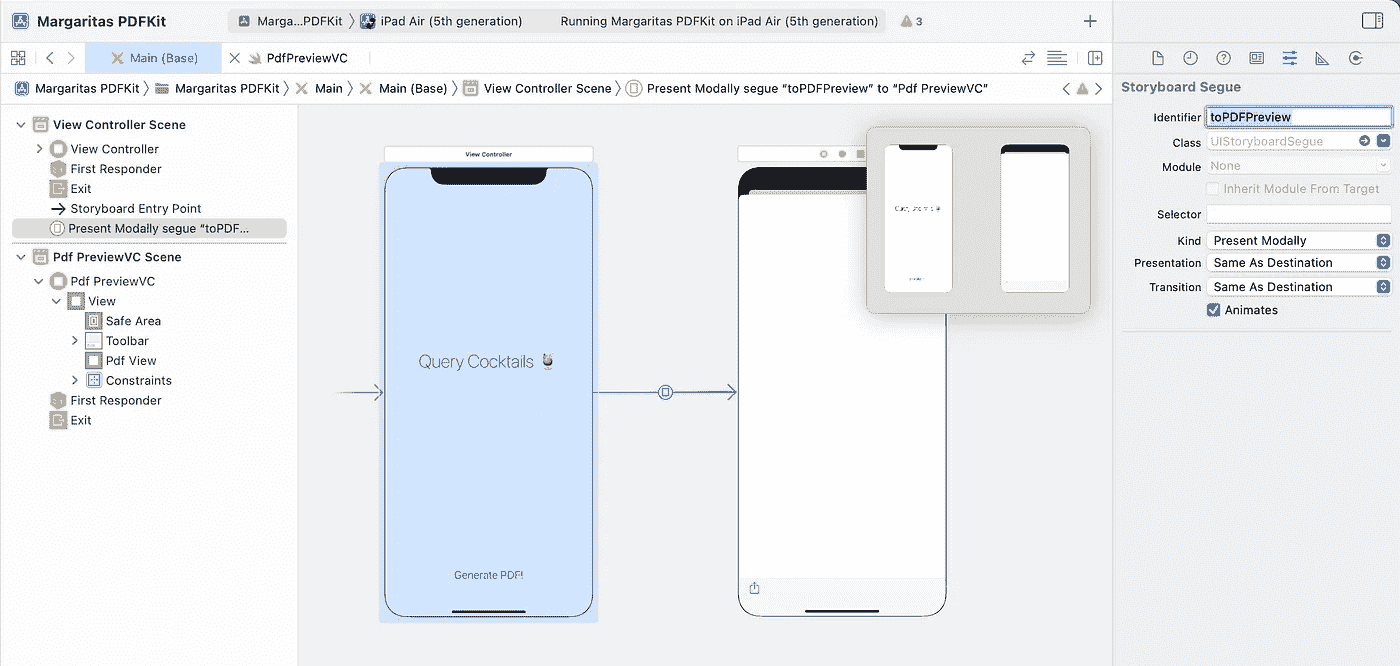 Margaritas PDFKit
Marga...PDFKit 〉 iPad Air (5th generation)
Running Margaritas PDFKit on iPad Air (5th generation)
3
Main (Base)
PdfPreviewVC
Margaritas PDFKit 〉 Margaritas PDFKit 〉 Main 〉 Main (Base) 〉 View Controller Scene 〉 Present Modally segue “toPDFPreview” to “Pdf PreviewVC”
View Controller Scene
View Controller
First Responder
Exit
Storyboard Entry Point
Present Modally segue “toPDF...
Pdf PreviewVC Scene
Pdf PreviewVC
View
Safe Area
Toolbar
Pdf View
Constraints
First Responder
Exit
View Controller
Query Cocktails 🍹
Generate PDF!
Storyboard Segue
Identifier toPDFPreview
Class UIStoryboardSegue
Module None
Inherit Module From Target
Selector
Kind Present Modally
Presentation Same As Destination
Transition Same As Destination
Animates